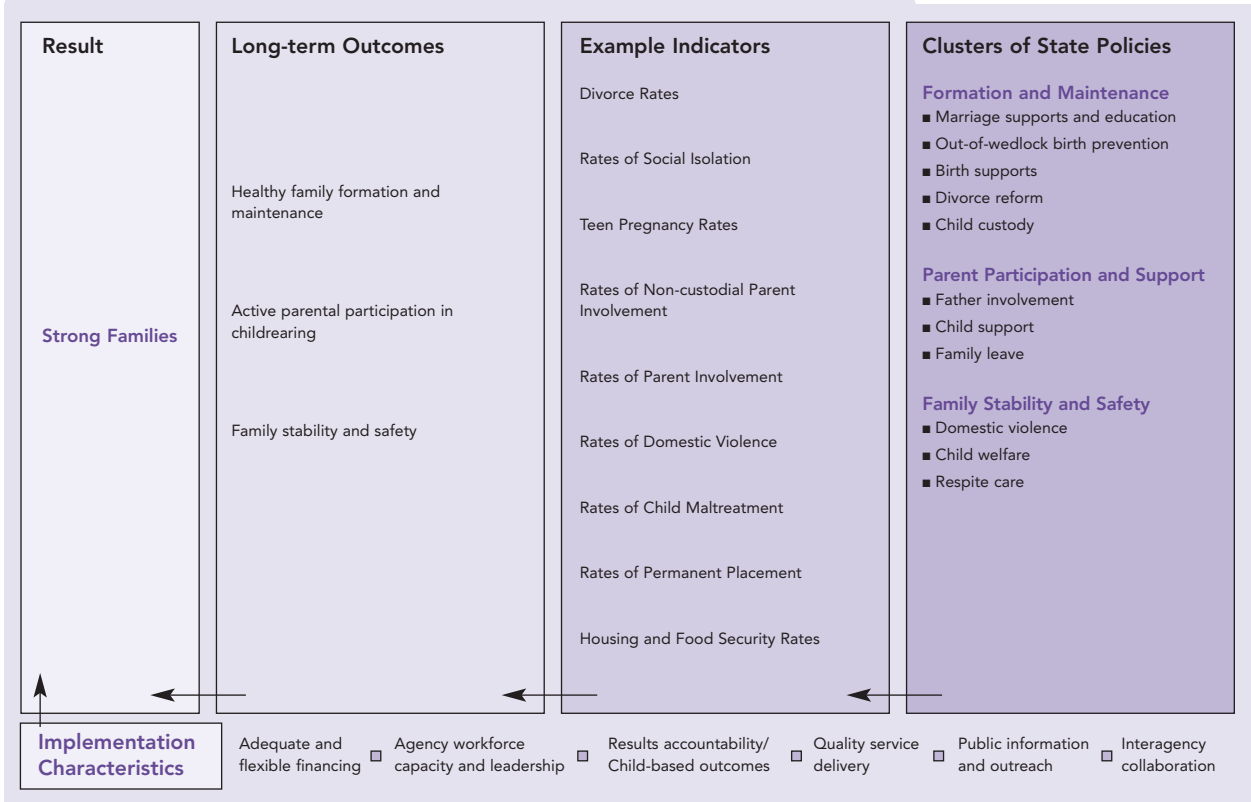 Result
Strong Families
Long-term Outcomes
Healthy family formation and
maintenance
Active parental participation in
childrearing
Family stability and safety
Example Indicators
Divorce Rates
Rates of Social Isolation
Teen Pregnancy Rates
Rates of Non-custodial Parent
Involvement
Rates of Parent Involvement
Rates of Domestic Violence
Rates of Child Maltreatment
Rates of Permanent Placement
Housing and Food Security Rates
Clusters of State Policies
Formation and Maintenance
■ Marriage supports and education
■ Out-of-wedlock birth prevention
■ Birth supports
■ Divorce reform
■ Child custody
Parent Participation and Support
■ Father involvement
■ Child support
■ Family leave
Family Stability and Safety
■ Domestic violence
■ Child welfare
■ Respite care
Implementation
Characteristics
Adequate and
flexible financing
Agency workforce
capacity and leadership
Results accountability/
Child-based outcomes
Quality service
delivery
Public information
and outreach
Interagency
collaboration